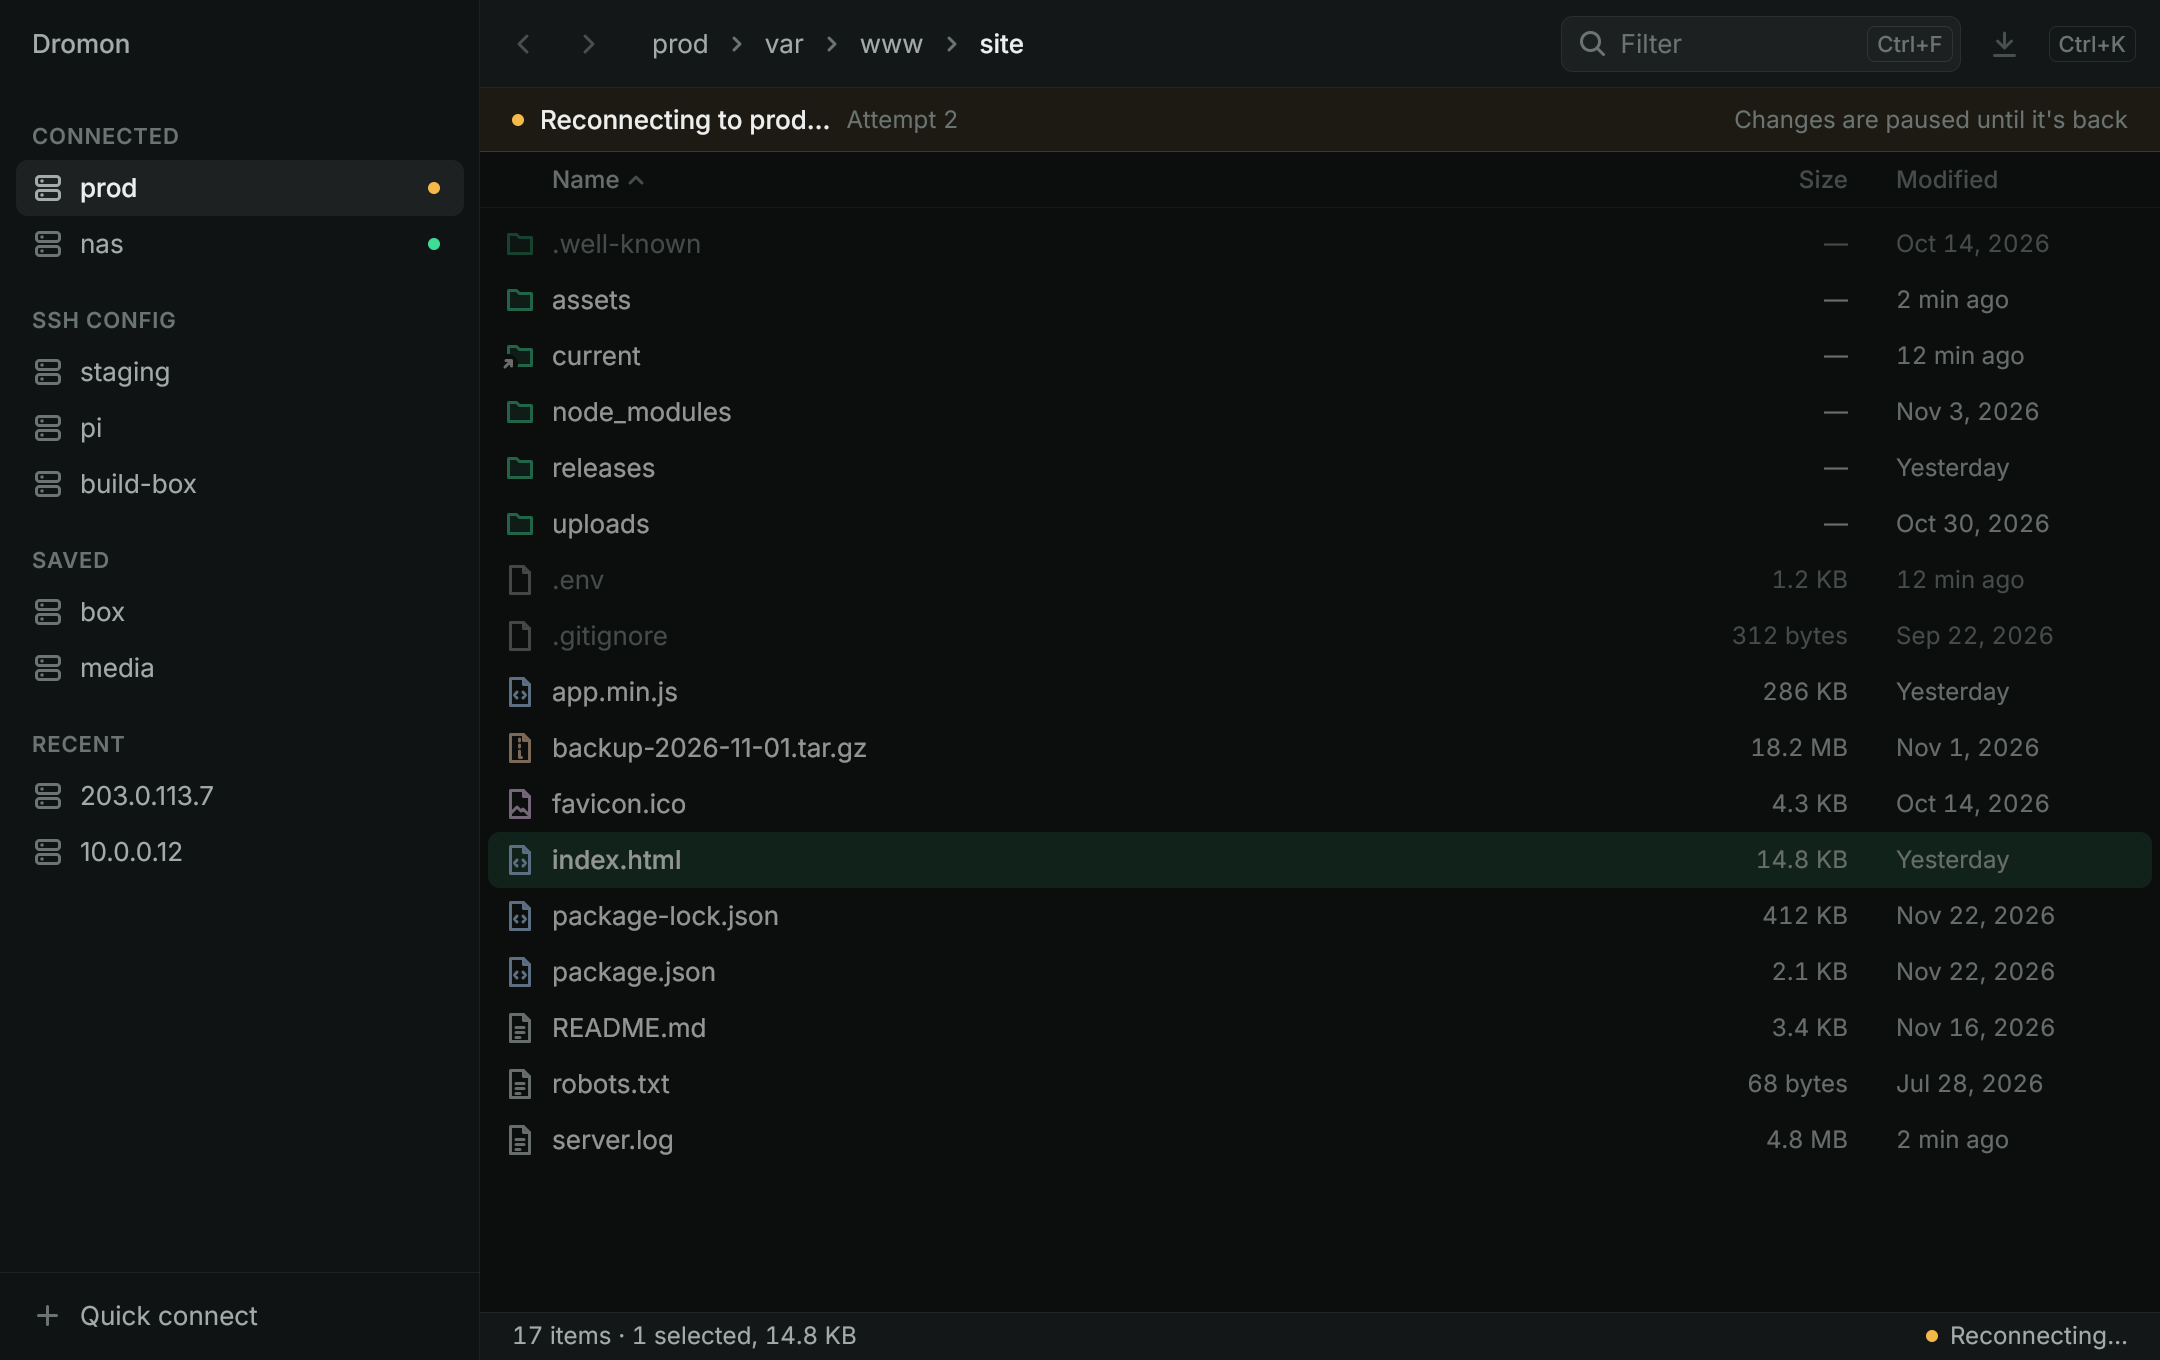 Dromon
CONNECTED
prod
nas
SSH CONFIG
staging
pi
build-box
SAVED
box
media
RECENT
203.0.113.7
10.0.0.12
Quick connect
prod > var > www > site
Filter Ctrl+F
Ctrl+K
Reconnecting to prod... Attempt 2 Changes are paused until it's back
Name Size Modified
.well-known — Oct 14, 2026
assets — 2 min ago
current — 12 min ago
node_modules — Nov 3, 2026
releases — Yesterday
uploads — Oct 30, 2026
.env 1.2 KB 12 min ago
.gitignore 312 bytes Sep 22, 2026
app.min.js 286 KB Yesterday
backup-2026-11-01.tar.gz 18.2 MB Nov 1, 2026
favicon.ico 4.3 KB Oct 14, 2026
index.html 14.8 KB Yesterday
package-lock.json 412 KB Nov 22, 2026
package.json 2.1 KB Nov 22, 2026
README.md 3.4 KB Nov 16, 2026
robots.txt 68 bytes Jul 28, 2026
server.log 4.8 MB 2 min ago
17 items · 1 selected, 14.8 KB
Reconnecting...